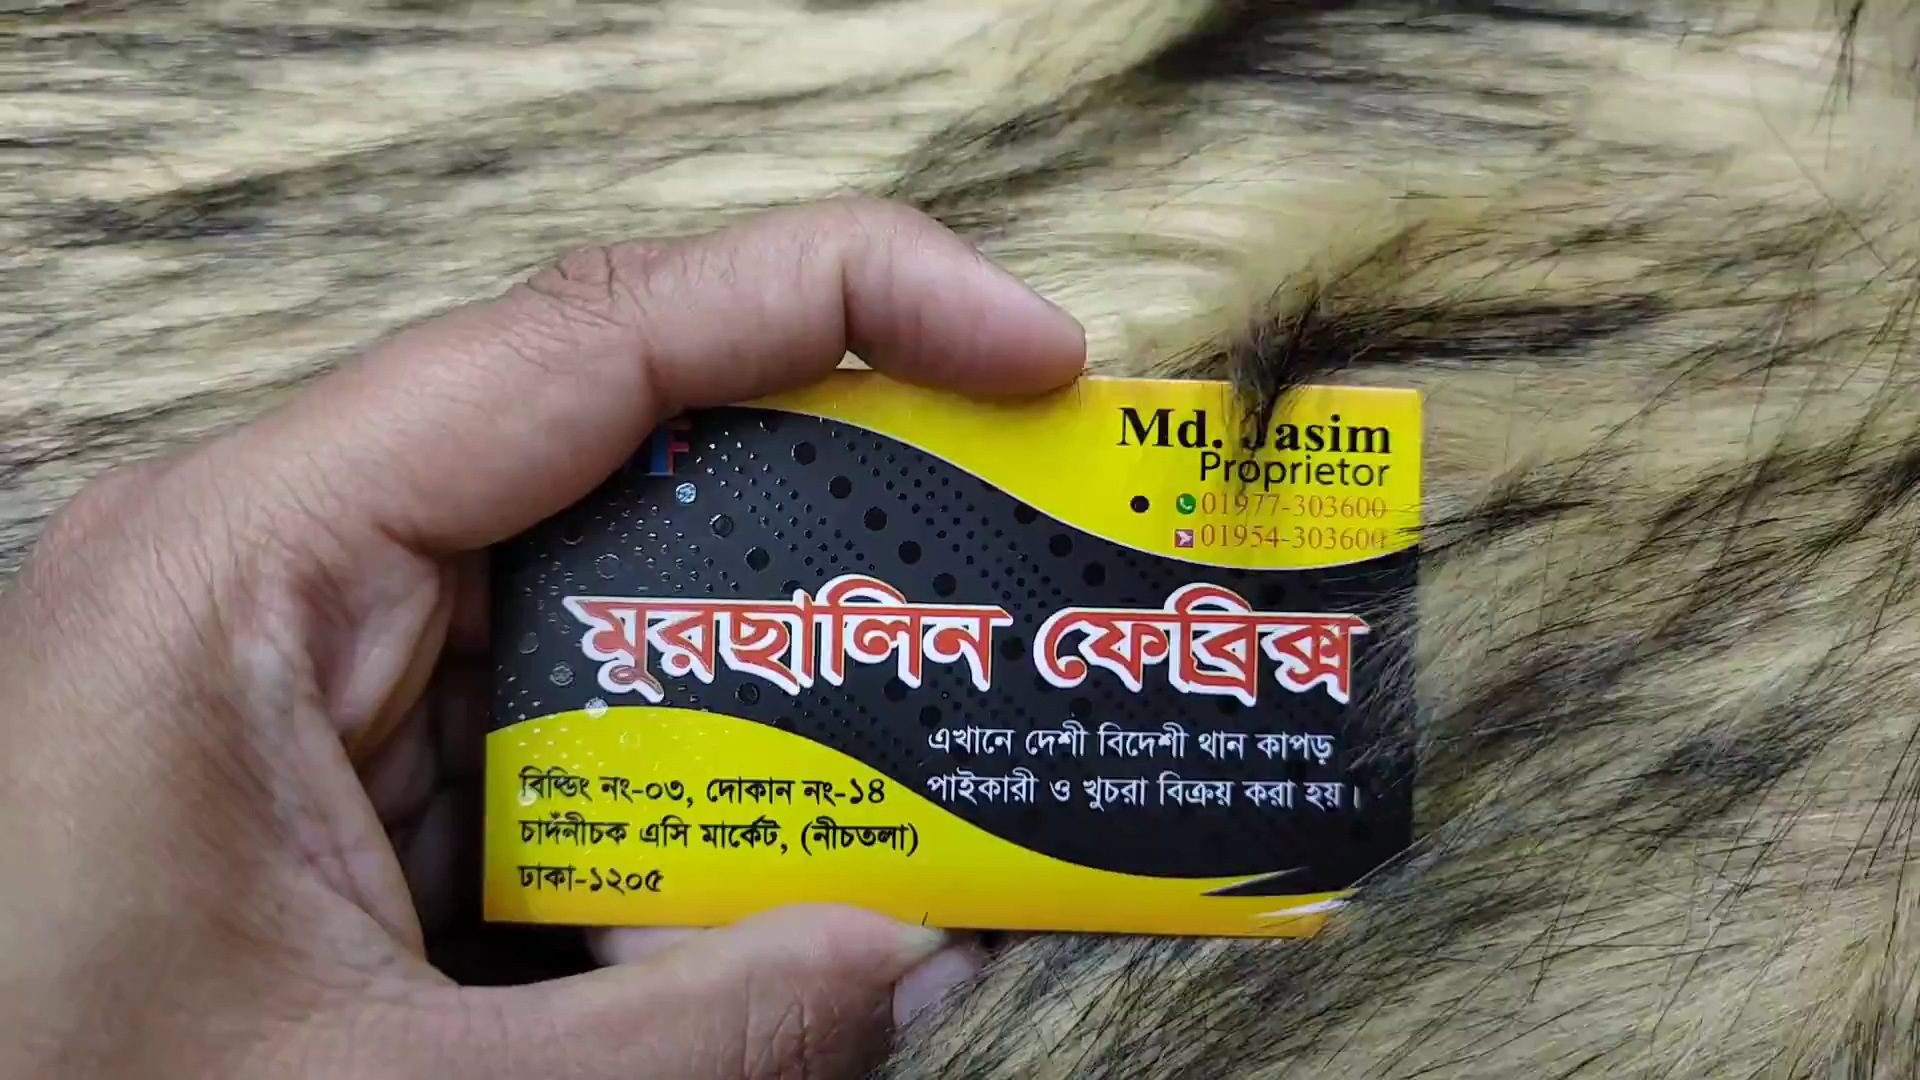 F
Md. Jasim
Proprietor
01977-303600
01954-303600
মুরছালিন ফেব্রিক্স
এখানে দেশী বিদেশী থান কাপড়
পাইকারী ও খুচরা বিক্রয় করা হয়।
বিল্ডিং নং-০৩, দোকান নং-১৪
চাদঁনীচক এসি মার্কেট, (নীচতলা)
ঢাকা-১২০৫